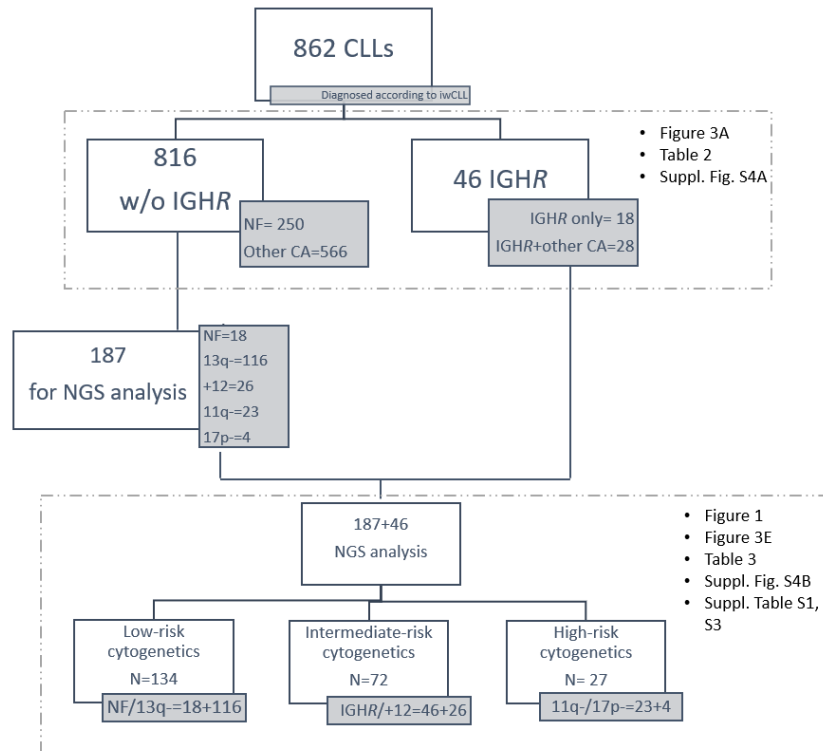 862 CLLs
Diagnosed according to iwCLL
816
w/o IGHR
NF= 250
Other CA=566
46 IGHR
IGHR only= 18
IGHR+other CA=28
• Figure 3A
• Table 2
• Suppl. Fig. S4A
187
for NGS analysis
NF=18
13q-=116
+12=26
11q-=23
17p-=4
187+46
NGS analysis
• Figure 1
• Figure 3E
• Table 3
• Suppl. Fig. S4B
• Suppl. Table S1,
S3
Low-risk
cytogenetics
N=134
NF/13q-=18+116
Intermediate-risk
cytogenetics
N=72
IGHR/+12=46+26
High-risk
cytogenetics
N= 27
11q-/17p-=23+4